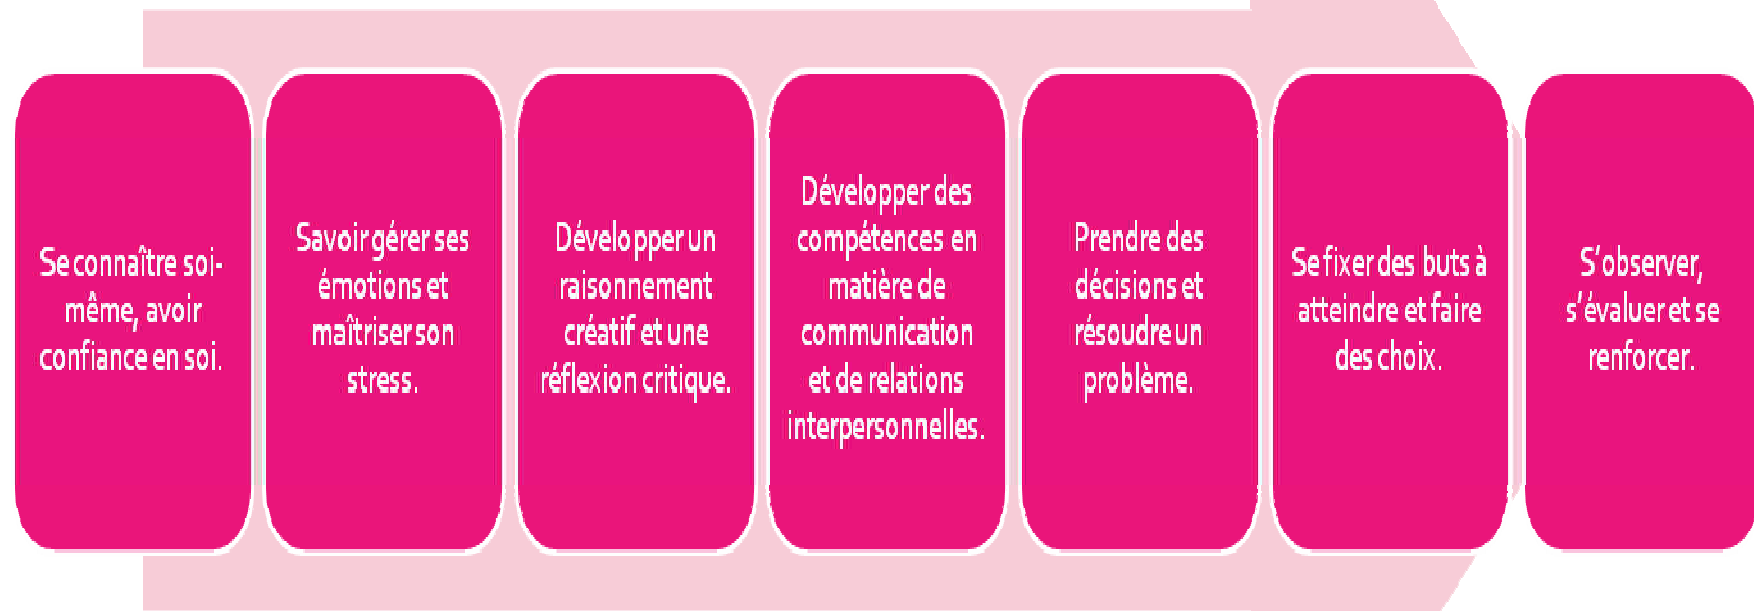 Se connaître soi-
même, avoir
confiance en soi.
Savoir gérer ses
émotions et
maîtriser son
stress.
Développer un
raisonnement
créatif et une
réflexion critique.
Développer des
compétences en
matière de
communication
et de relations
interpersonnelles.
Prendre des
décisions et
résoudre un
problème.
Se fixer des buts à
atteindre et faire
des choix.
S'observer,
s'évaluer et se
renforcer.